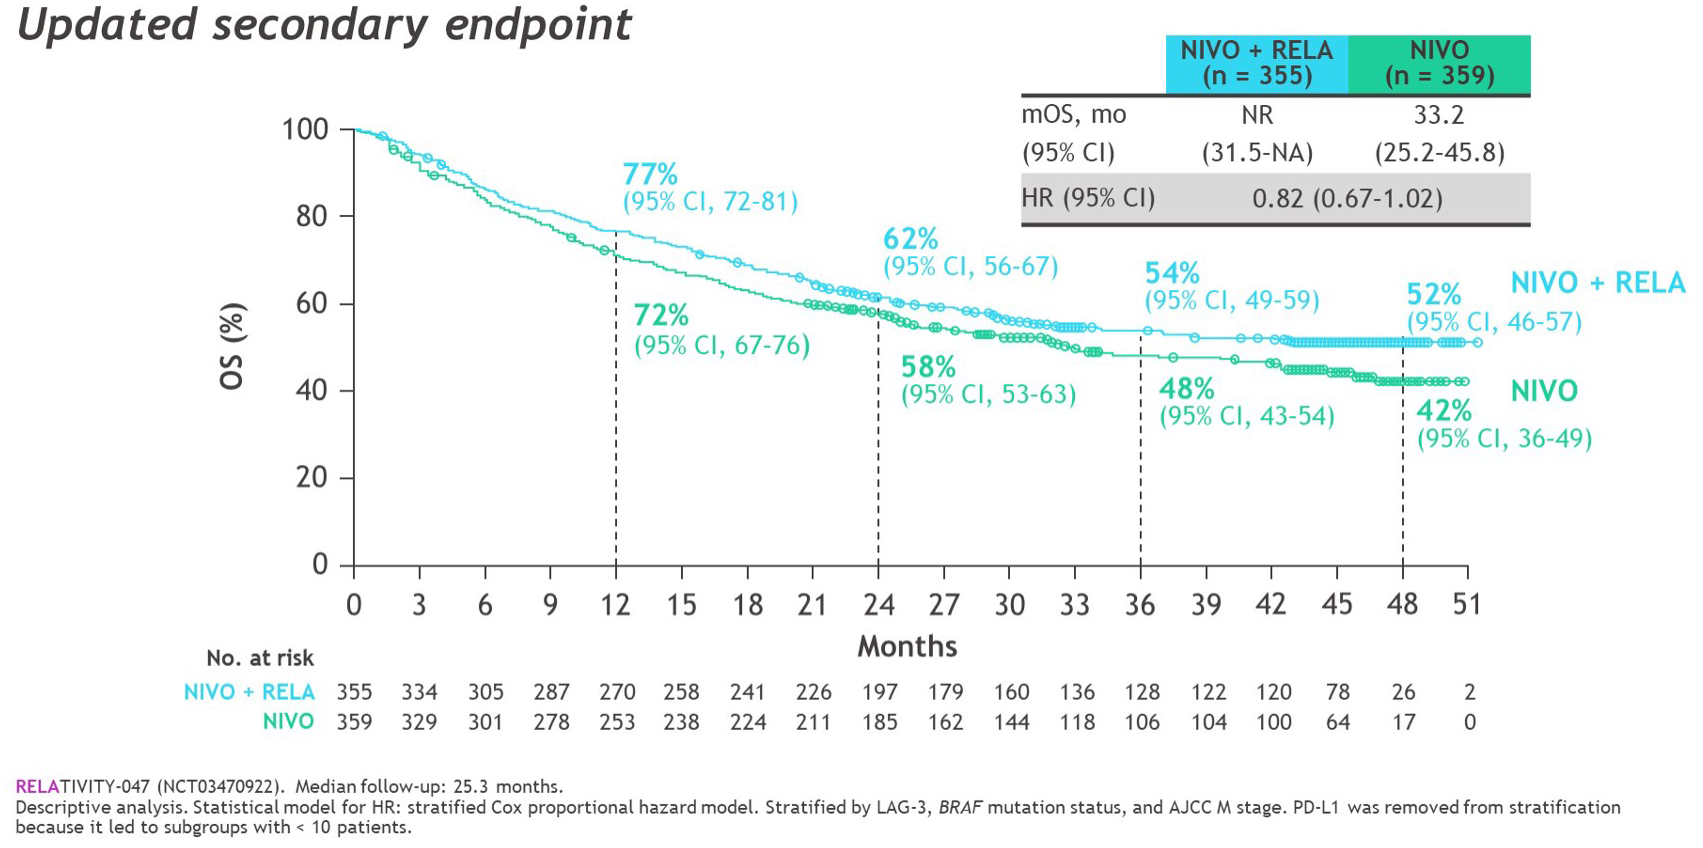 Updated secondary endpoint
NIVO + RELA NIVO
(n = 355) (n = 359)
mOS, mo NR 33.2
(95% CI) (31.5–NA) (25.2–45.8)
HR (95% CI) 0.82 (0.67–1.02)
OS (%)
100
80
60
40
20
0
77%
(95% CI, 72–81)
62%
(95% CI, 56–67)
54%
(95% CI, 49–59)
52%
(95% CI, 46–57)
NIVO + RELA
72%
(95% CI, 67–76)
58%
(95% CI, 53–63)
48%
(95% CI, 43–54)
42%
(95% CI, 36–49)
NIVO
0 3 6 9 12 15 18 21 24 27 30 33 36 39 42 45 48 51
Months
No. at risk
NIVO + RELA 355 334 305 287 270 258 241 226 197 179 160 136 128 122 120 78 26 2
NIVO 359 329 301 278 253 238 224 211 185 162 144 118 106 104 100 64 17 0
RELATIVITY-047 (NCT03470922). Median follow-up: 25.3 months.
Descriptive analysis. Statistical model for HR: stratified Cox proportional hazard model. Stratified by LAG-3, BRAF mutation status, and AJCC M stage. PD-L1 was removed from stratification
because it led to subgroups with < 10 patients.